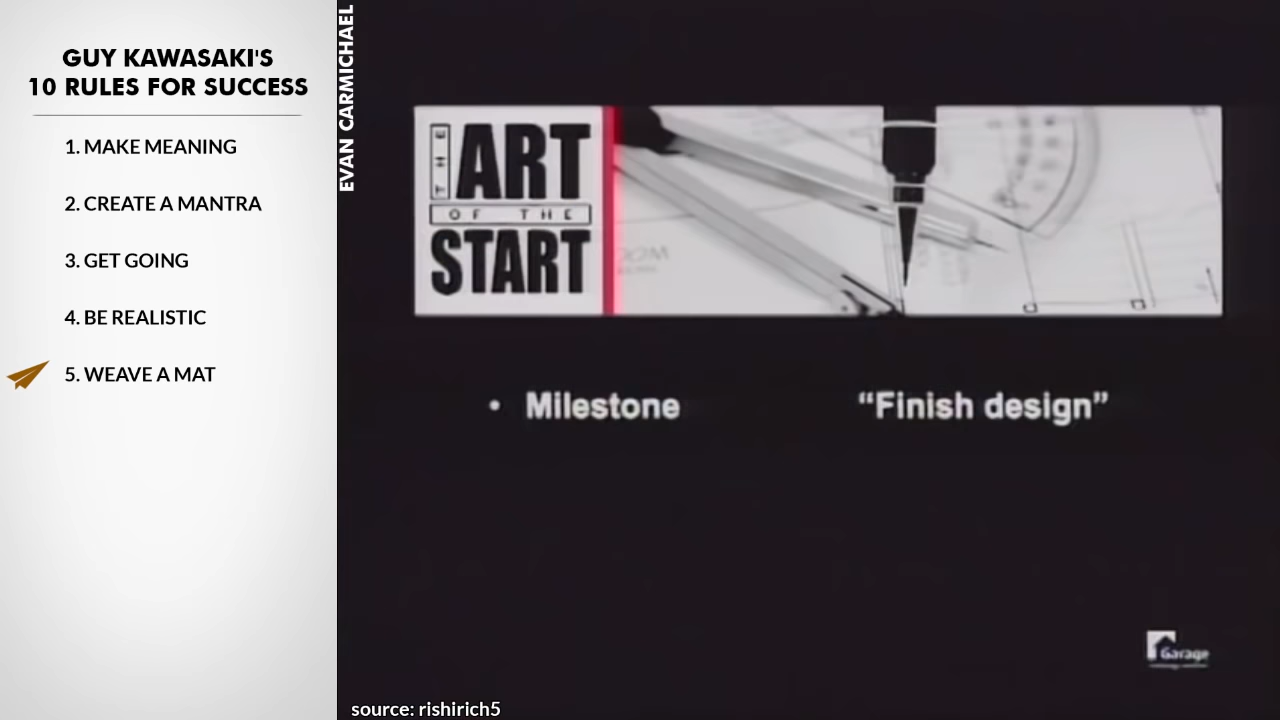 GUY KAWASAKI'S
10 RULES FOR SUCCESS
1. MAKE MEANING
2. CREATE A MANTRA
3. GET GOING
4. BE REALISTIC
5. WEAVE A MAT
EVAN CARMICHAEL
THE
ART
OF THE
START
• Milestone “Finish design”
Garage
source: rishirich5